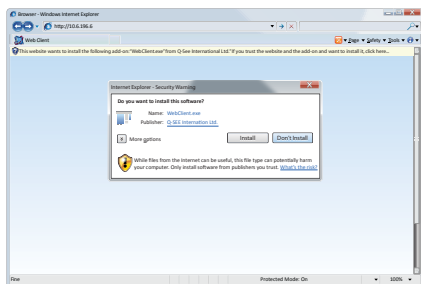 Browser - Windows Internet Explorer
http://10.6.196.6
Web Client
Page Safety Tools
This website wants to install the following add-on: "WebClient.exe" from Q-See International Ltd." If you trust the website and the add-on and want to install it, click here...
Internet Explorer - Security Warning
Do you want to install this software?
Name: WebClient.exe
Publisher: Q-SEE Internation Ltd.
More options
Install
Don't Install
While files from the Internet can be useful, this file type can potentially harm
your computer. Only install software from publishers you trust. What's the risk?
Fine
Protected Mode: On
100%